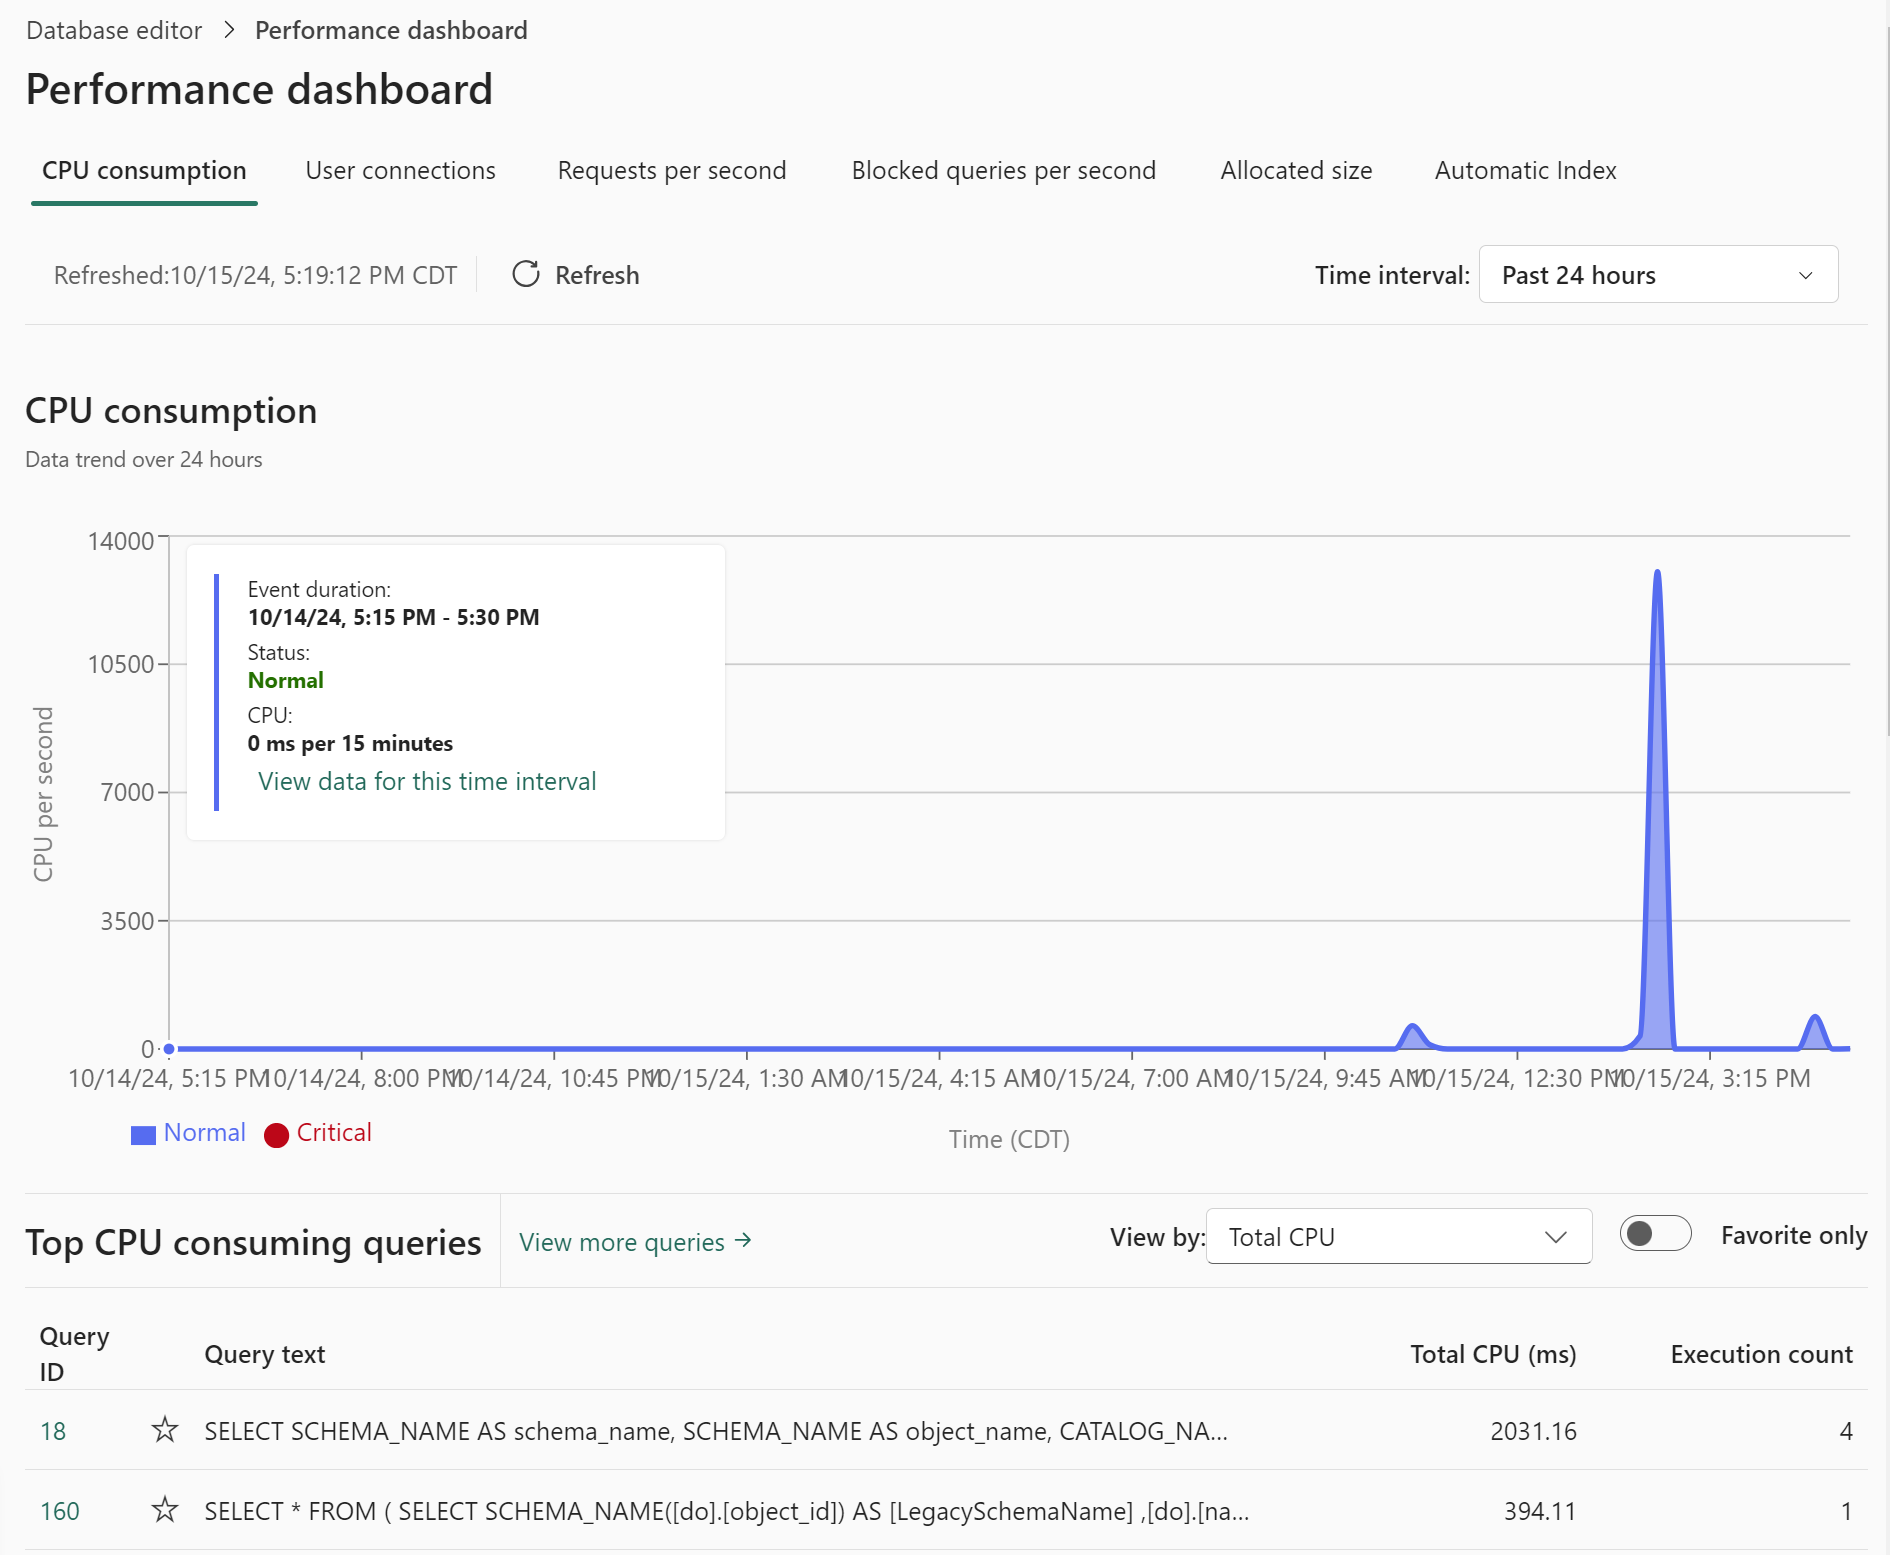 Database editor > Performance dashboard
Performance dashboard
CPU consumption User connections Requests per second Blocked queries per second Allocated size Automatic Index
Refreshed:10/15/24, 5:19:12 PM CDT Refresh Time interval: Past 24 hours
CPU consumption
Data trend over 24 hours
14000
10500
7000
3500
0
CPU per second
Event duration:
10/14/24, 5:15 PM - 5:30 PM
Status:
Normal
CPU:
0 ms per 15 minutes
View data for this time interval
10/14/24, 5:15 PM 10/14/24, 8:00 PM 10/14/24, 10:45 PM 10/15/24, 1:30 AM 10/15/24, 4:15 AM 10/15/24, 7:00 AM 10/15/24, 9:45 AM 10/15/24, 12:30 PM 10/15/24, 3:15 PM
Normal Critical
Time (CDT)
Top CPU consuming queries View more queries → View by: Total CPU Favorite only
Query ID Query text Total CPU (ms) Execution count
18 SELECT SCHEMA_NAME AS schema_name, SCHEMA_NAME AS object_name, CATALOG_NA... 2031.16 4
160 SELECT * FROM ( SELECT SCHEMA_NAME([do].[object_id]) AS [LegacySchemaName] ,[do].[na... 394.11 1